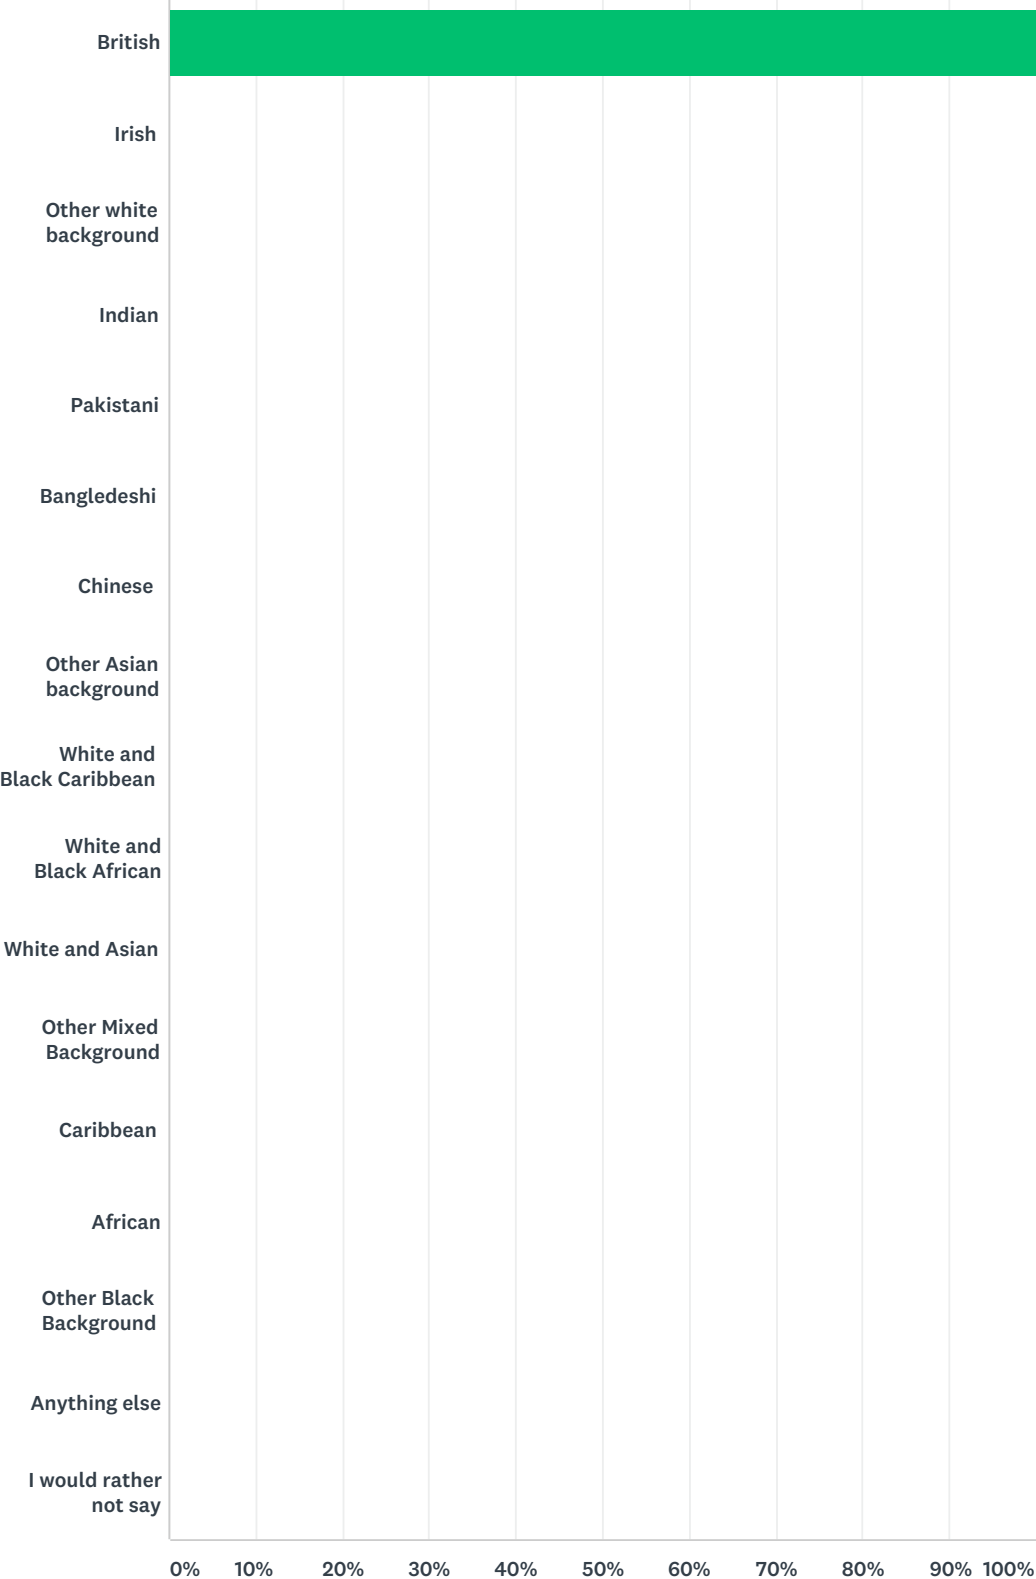 British
Irish
Other white
background
Indian
Pakistani
Bangledeshi
Chinese
Other Asian
background
White and
Black Caribbean
White and
Black African
White and Asian
Other Mixed
Background
Caribbean
African
Other Black
Background
Anything else
I would rather
not say
0% 10% 20% 30% 40% 50% 60% 70% 80% 90% 100%